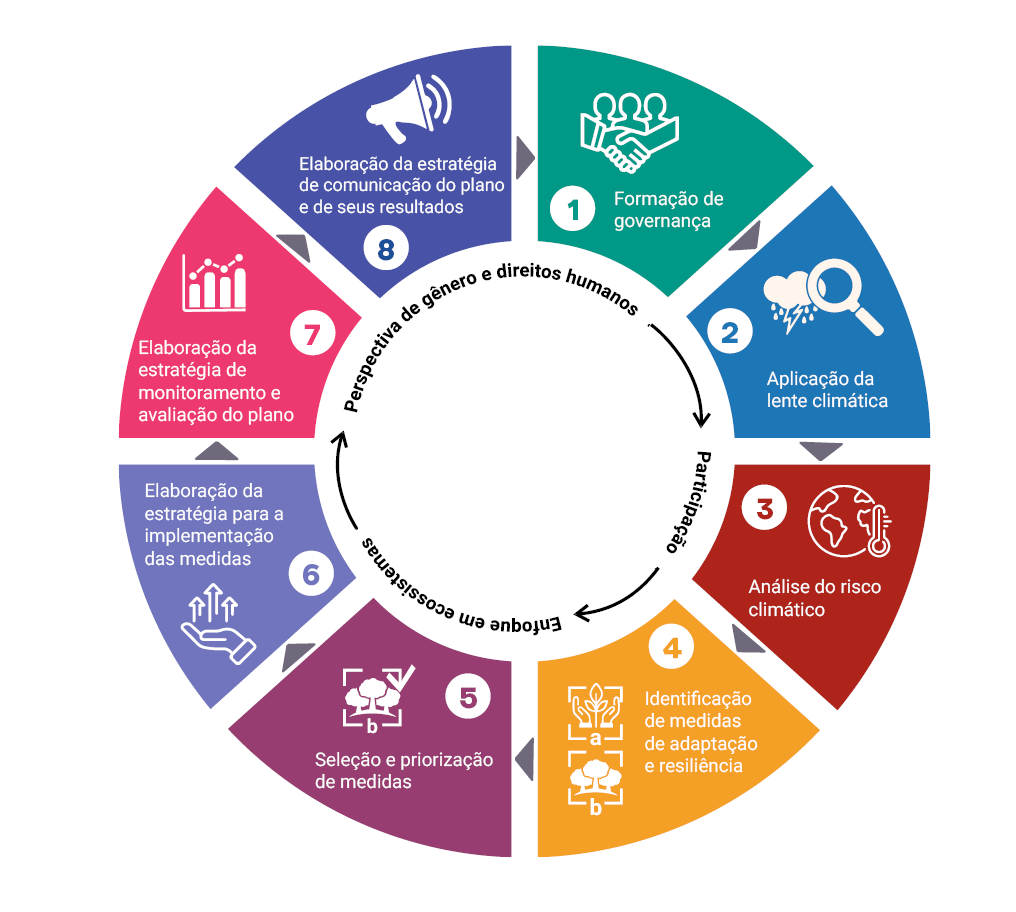 1
Formação de
governança
2
Aplicação da
lente climática
3
Análise do risco
climático
4
Identificação
de medidas
de adaptação
e resiliência
a
b
5
b
Seleção e priorização
de medidas
6
Elaboração da
estratégia para a
implementação
das medidas
7
Elaboração da
estratégia de
monitoramento e
avaliação do plano
8
Elaboração da estratégia
de comunicação do plano
e de seus resultados
Perspectiva de gênero e direitos humanos
Participação
Enfoque em ecossistemas